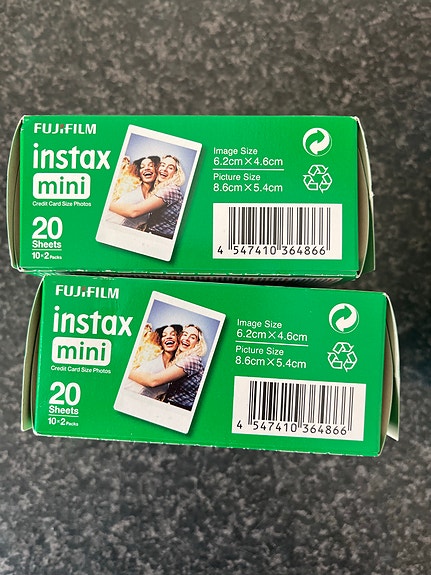 FUJIFILM
instax
mini
Credit Card Size Photos
20
Sheets
10×2 Packs
Image Size
6.2cm×4.6cm
Picture Size
8.6cm×5.4cm
4 547410 364866
FUJIFILM
instax
mini
Credit Card Size Photos
20
Sheets
10×2 Packs
Image Size
6.2cm×4.6cm
Picture Size
8.6cm×5.4cm
4 547410 364866